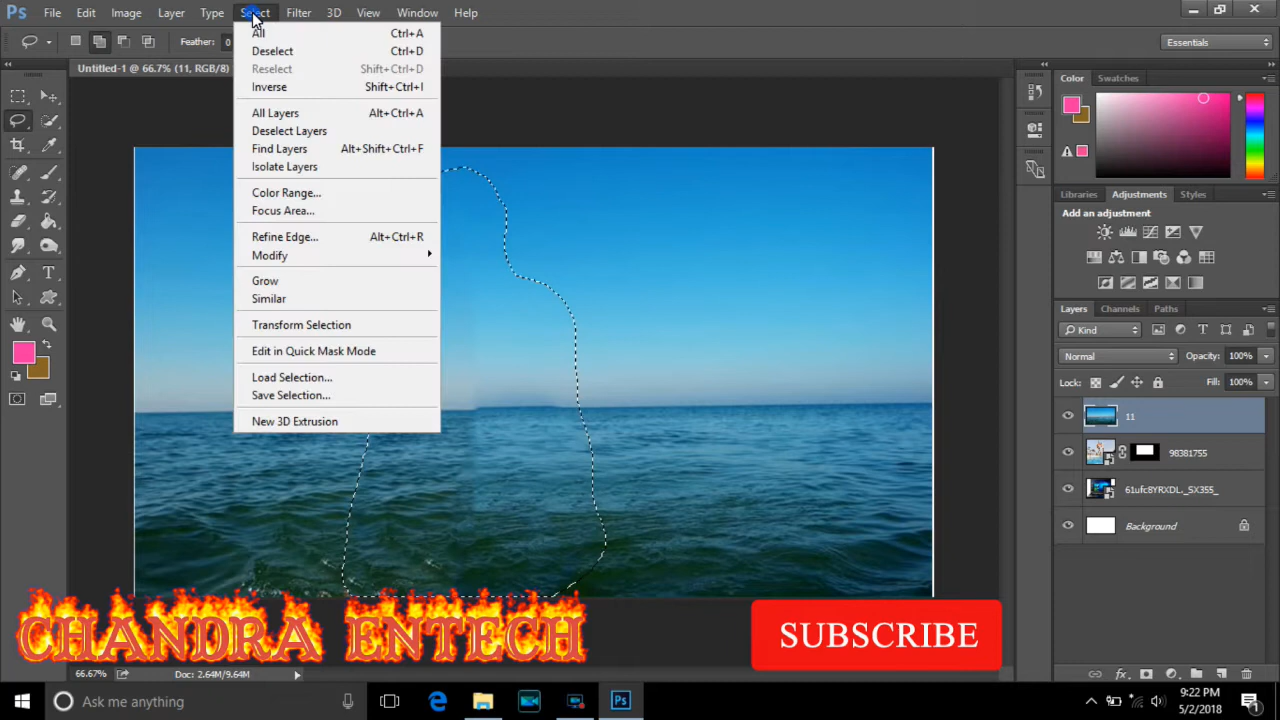 Ps File Edit Image Layer Type Select Filter 3D View Window Help
Feather: 0
Essentials
Untitled-1 @ 66.7% (11, RGB/8)
All Ctrl+A
Deselect Ctrl+D
Reselect Shift+Ctrl+D
Inverse Shift+Ctrl+I
All Layers Alt+Ctrl+A
Deselect Layers
Find Layers Alt+Shift+Ctrl+F
Isolate Layers
Color Range...
Focus Area...
Refine Edge... Alt+Ctrl+R
Modify
Grow
Similar
Transform Selection
Edit in Quick Mask Mode
Load Selection...
Save Selection...
New 3D Extrusion
Color Swatches
Libraries Adjustments Styles
Add an adjustment
Layers Channels Paths
Kind
Normal Opacity: 100%
Lock: Fill: 100%
11
98381755
61ufc8YRXDL._SX355_
Background
CHANDRA ENTECH
SUBSCRIBE
66.67% Doc: 2.64M/9.64M
Ask me anything
Ps
9:22 PM
5/2/2018
1